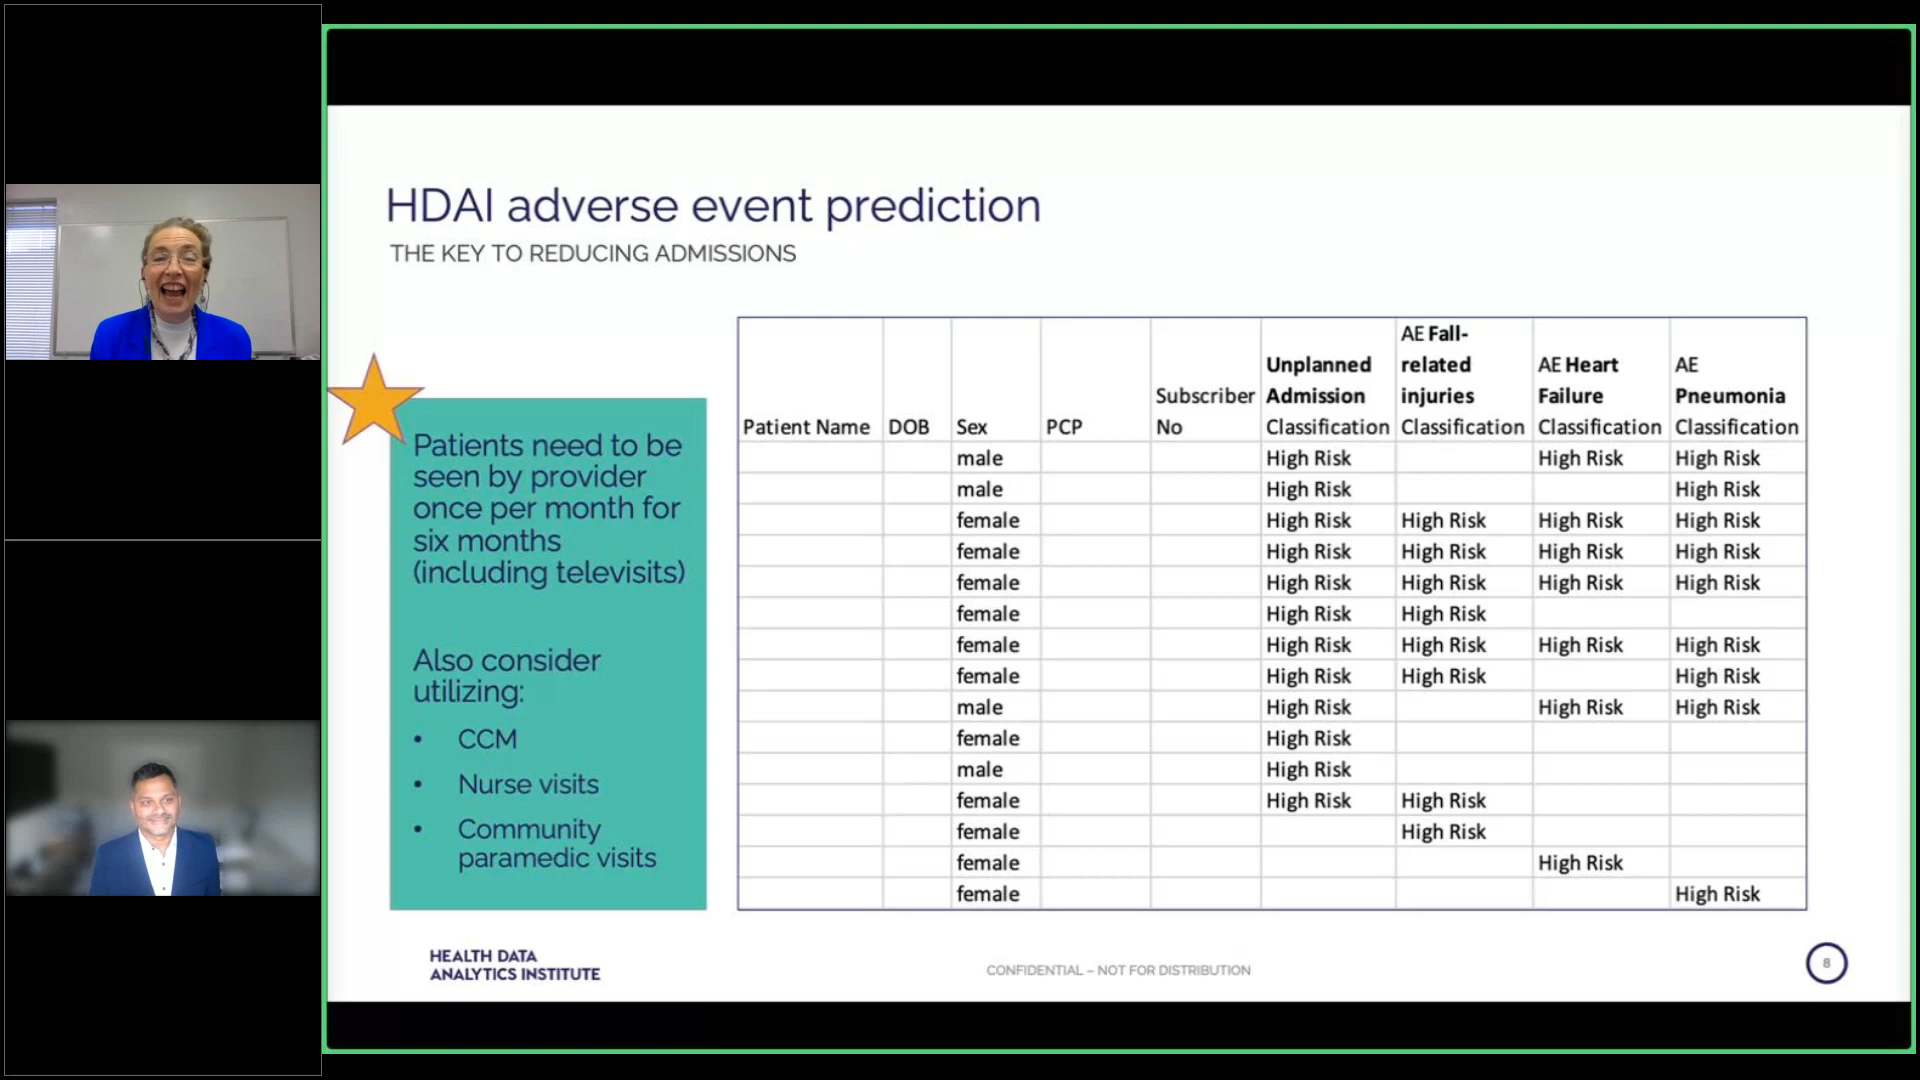 HDAI adverse event prediction
THE KEY TO REDUCING ADMISSIONS
Patients need to be
seen by provider
once per month for
six months
(including televisits)
Also consider
utilizing:
• CCM
• Nurse visits
• Community
paramedic visits
Patient Name DOB Sex PCP Subscriber No Unplanned Admission Classification AE Fall-related injuries Classification AE Heart Failure Classification AE Pneumonia Classification
male High Risk High Risk High Risk
male High Risk High Risk
female High Risk High Risk High Risk High Risk
female High Risk High Risk High Risk High Risk
female High Risk High Risk High Risk High Risk
female High Risk High Risk
female High Risk High Risk High Risk High Risk
female High Risk High Risk High Risk
male High Risk High Risk High Risk
female High Risk
male High Risk
female High Risk High Risk
female High Risk
female High Risk
female High Risk
HEALTH DATA
ANALYTICS INSTITUTE
CONFIDENTIAL – NOT FOR DISTRIBUTION
8